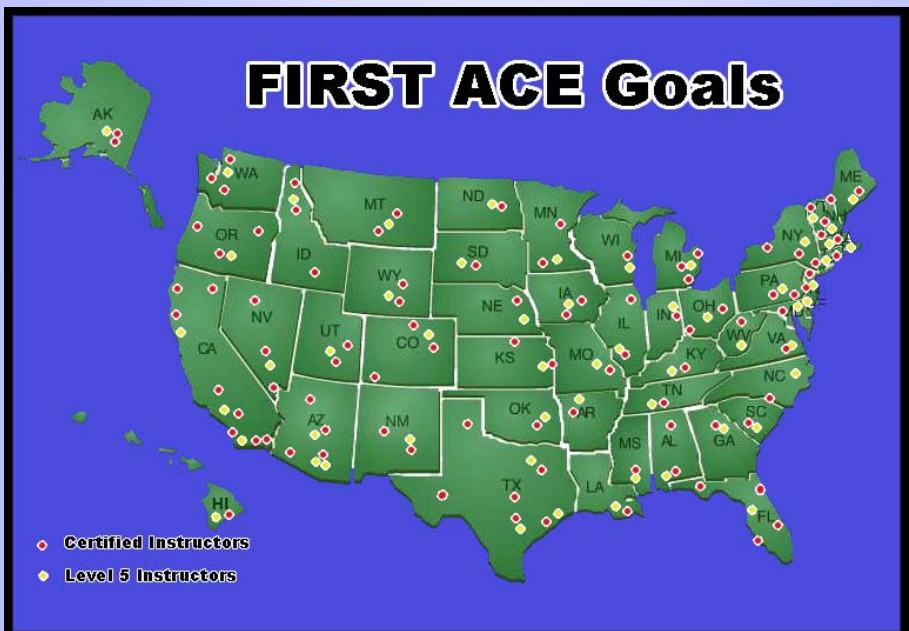 FIRST ACE Goals
AK
WA
MT
ND
MN
ME
OR
ID
SD
WI
MI
NY
WY
IA
PA
NE
NV
UT
CO
IL
IN
OH
WV
VA
CA
KS
MO
KY
NC
AZ
NM
OK
AR
TN
SC
MS
AL
GA
TX
LA
FL
HI
Certified Instructors
Level 5 Instructors